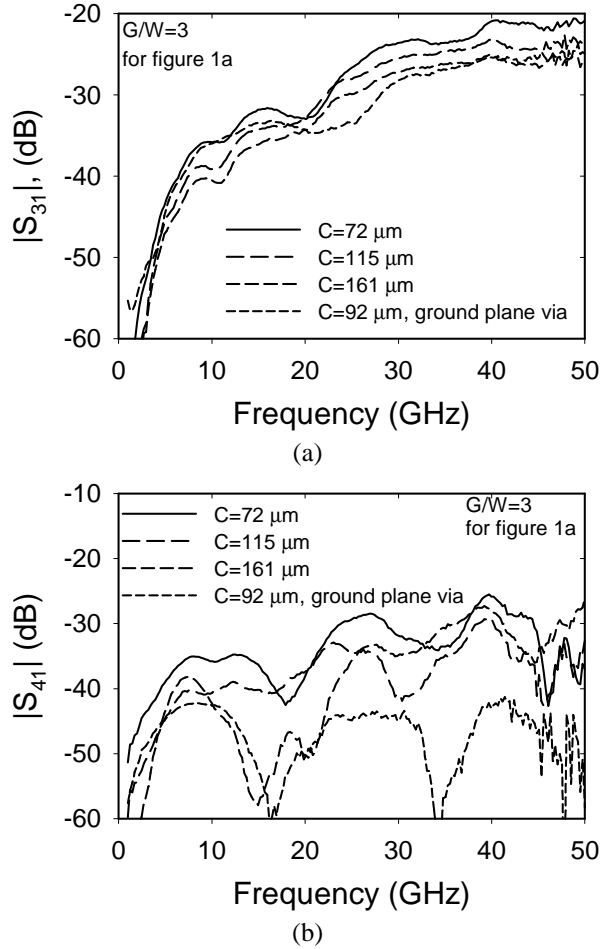 -20
G/W=3
for figure 1a
-30
-40
-50
-60
|S31|, (dB)
C=72 μm
C=115 μm
C=161 μm
C=92 μm, ground plane via
0 10 20 30 40 50
Frequency (GHz)
(a)
-10
-20
-30
-40
-50
-60
|S41| (dB)
C=72 μm
C=115 μm
C=161 μm
C=92 μm, ground plane via
G/W=3
for figure 1a
0 10 20 30 40 50
Frequency (GHz)
(b)